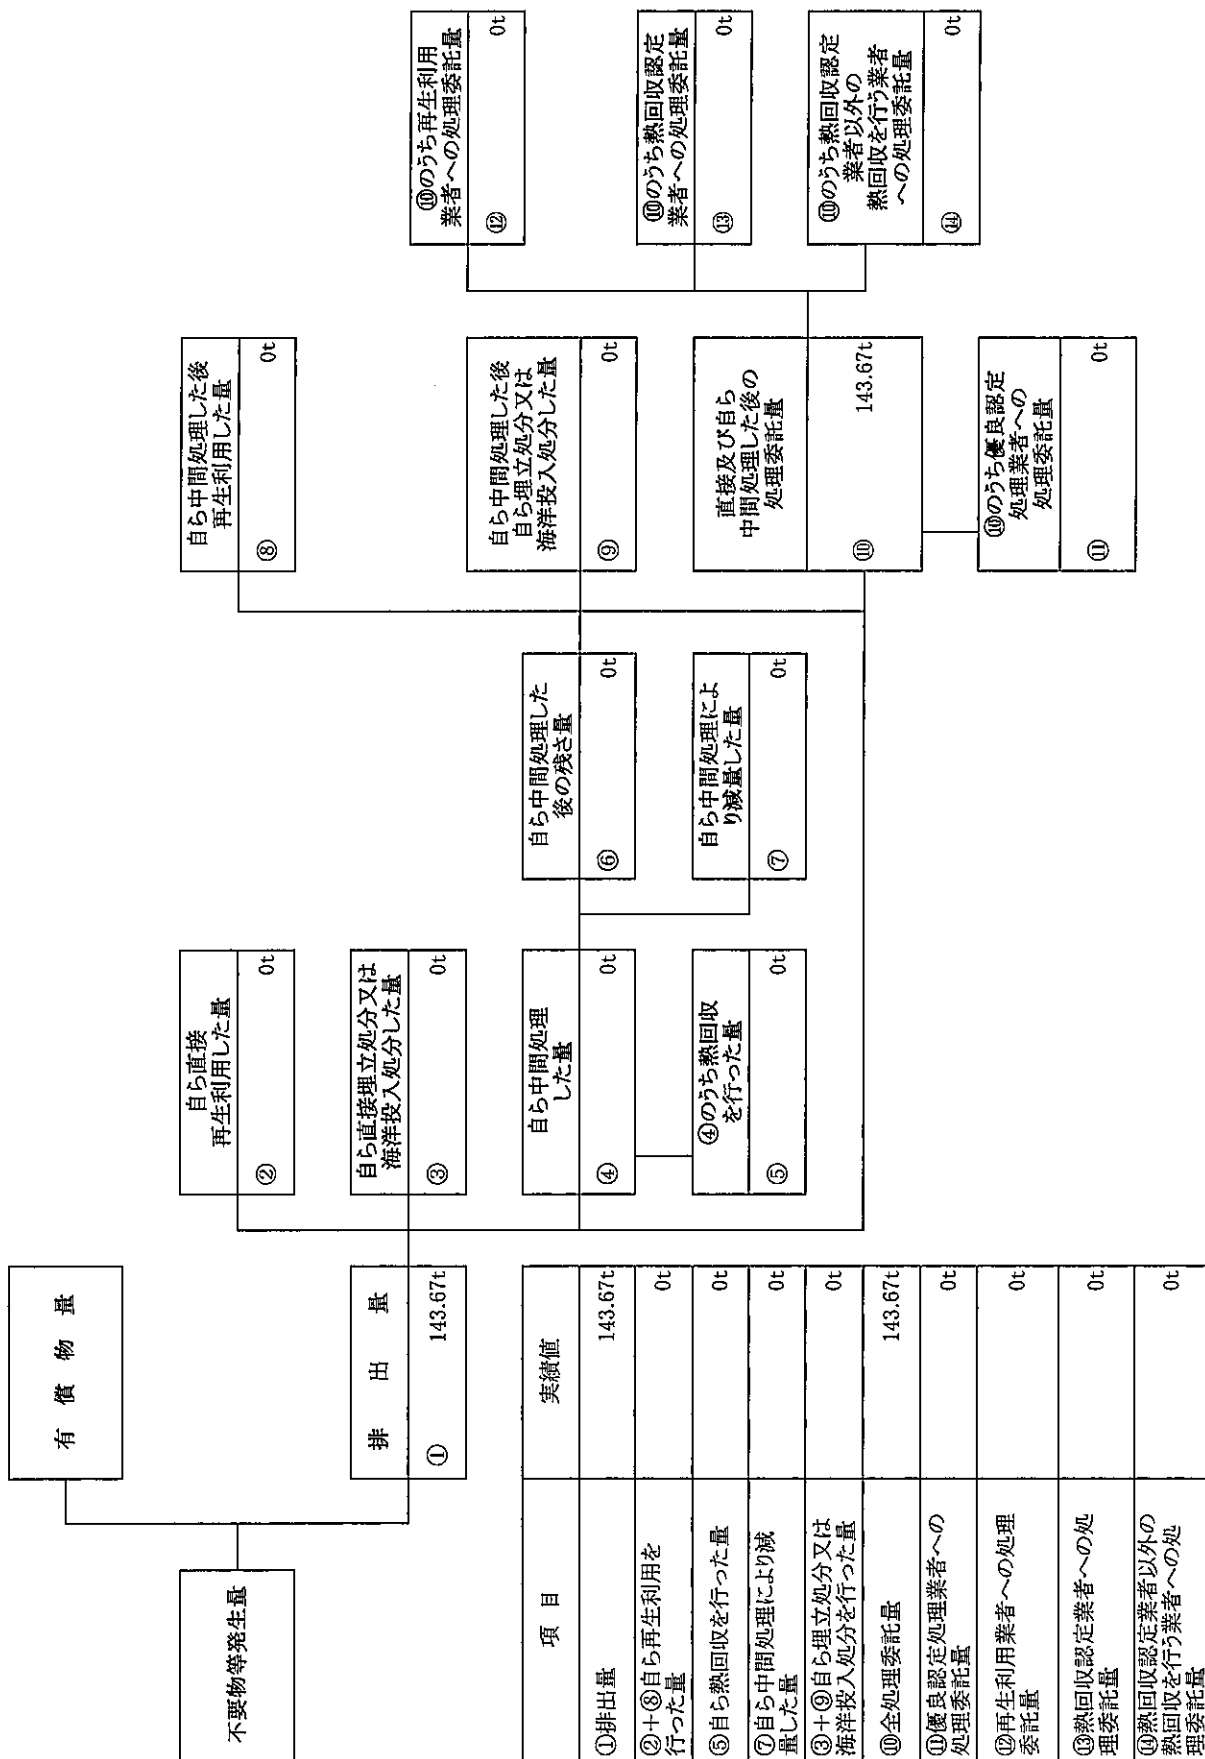 不要物等発生量
有償物量
排出量
① 143.67t
自ら直接
再生利用した量
② 0t
自ら直接埋立処分又は
海洋投入処分した量
③ 0t
自ら中間処理
した量
④ 0t
④のうち熱回収
を行った量
⑤ 0t
自ら中間処理した
後の残さ量
⑥ 0t
自ら中間処理によ
り減量した量
⑦ 0t
自ら中間処理した後
再生利用した量
⑧ 0t
自ら中間処理した後
自ら埋立処分又は
海洋投入処分した量
⑨ 0t
直接及び自ら
中間処理した後の
処理委託量
⑩ 143.67t
⑩のうち優良認定
処理業者への
処理委託量
⑪ 0t
⑩のうち再生利用
業者への処理委託量
⑫ 0t
⑩のうち熱回収認定
業者への処理委託量
⑬ 0t
⑩のうち熱回収認定
業者以外の
熱回収を行う業者
への処理委託量
⑭ 0t
項目 実績値
①排出量 143.67t
②+⑧自ら再生利用を
行った量 0t
⑤自ら熱回収を行った量 0t
⑦自ら中間処理により減
量した量 0t
③+⑨自ら埋立処分又は
海洋投入処分を行った量 0t
⑩全処理委託量 143.67t
⑪優良認定処理業者への
処理委託量 0t
⑫再生利用業者への処理
委託量 0t
⑬熱回収認定業者への処
理委託量 0t
⑭熱回収認定業者以外の
熱回収を行う業者への処
理委託量 0t